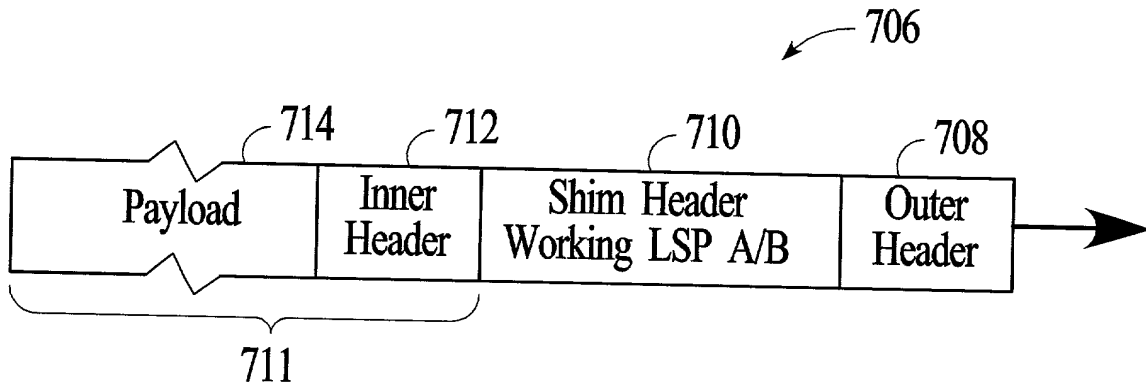 706
714
712
710
708
Payload
Inner
Header
Shim Header
Working LSP A/B
Outer
Header
711